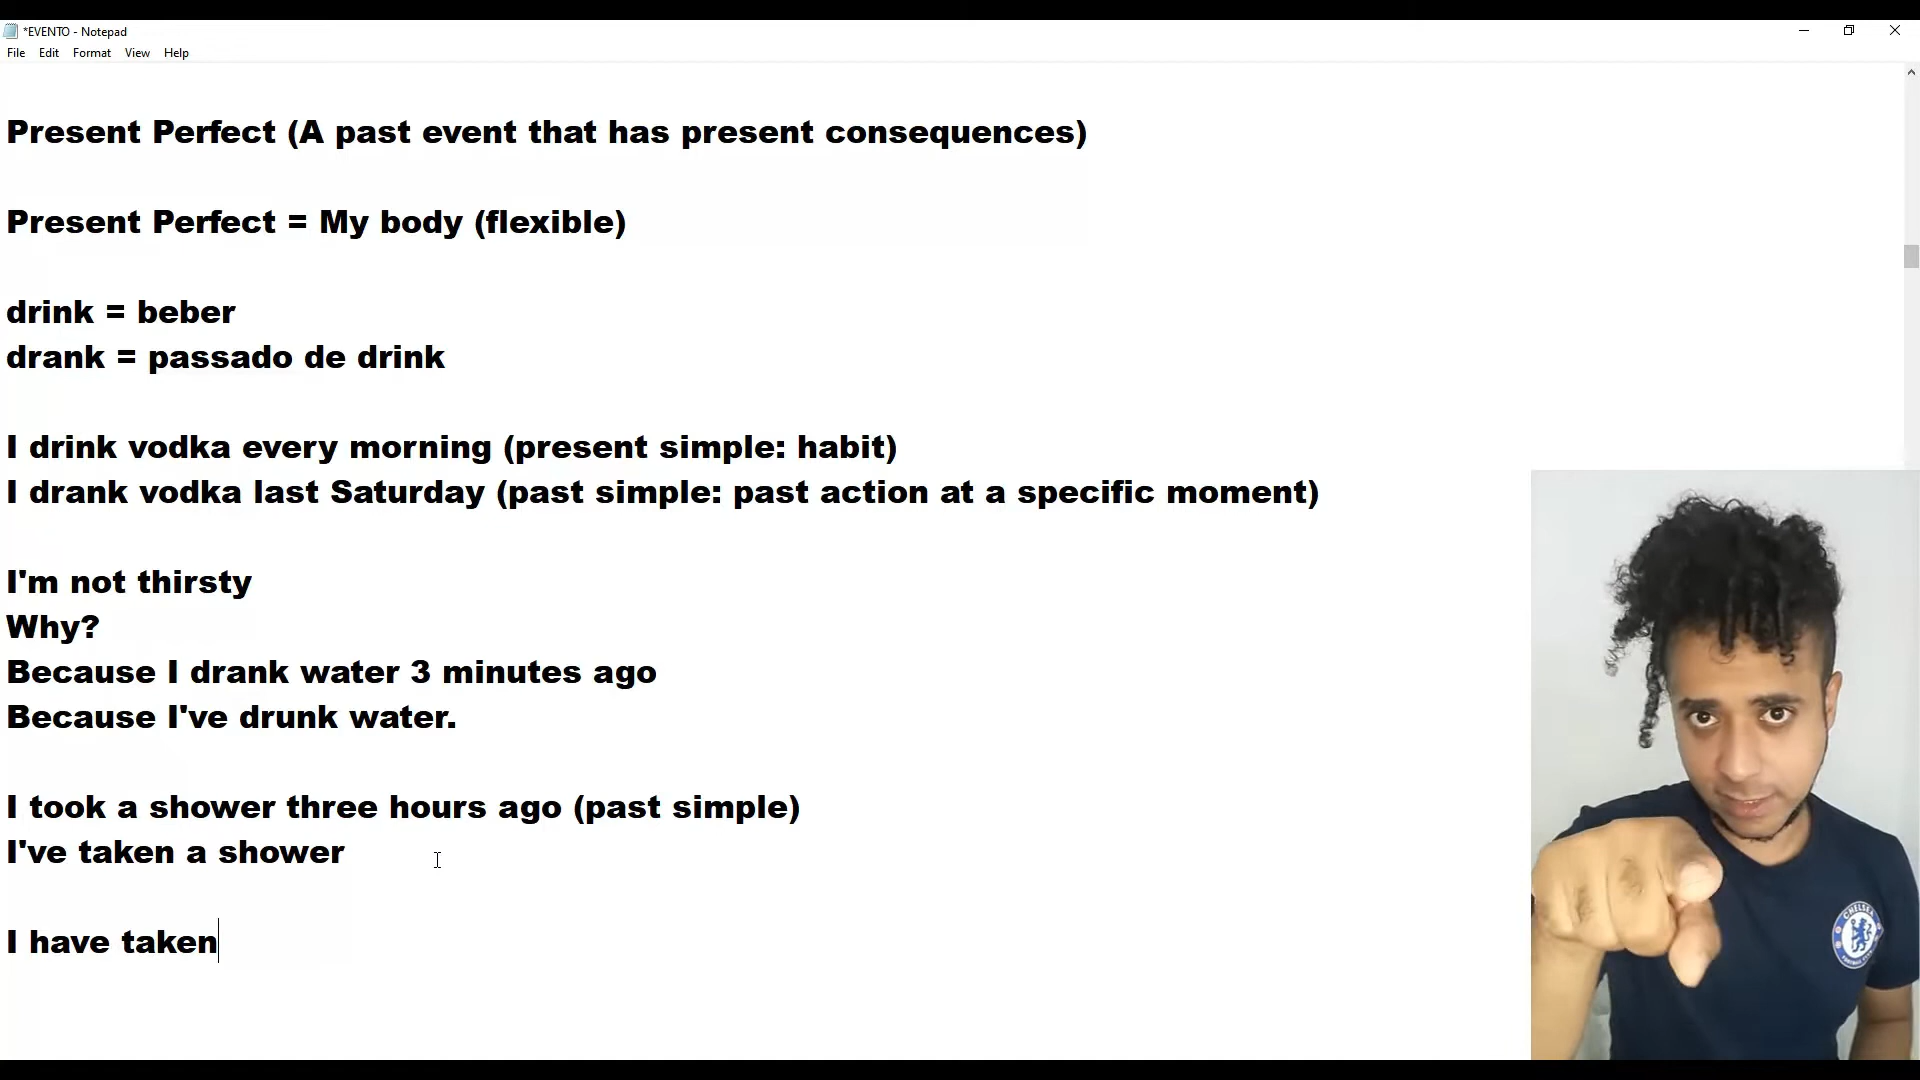 *EVENTO - Notepad
File Edit Format View Help
Present Perfect (A past event that has present consequences)
Present Perfect = My body (flexible)
drink = beber
drank = passado de drink
I drink vodka every morning (present simple: habit)
I drank vodka last Saturday (past simple: past action at a specific moment)
I'm not thirsty
Why?
Because I drank water 3 minutes ago
Because I've drunk water.
I took a shower three hours ago (past simple)
I've taken a shower
I have taken
CHELSEA
FOOTBALL CLUB